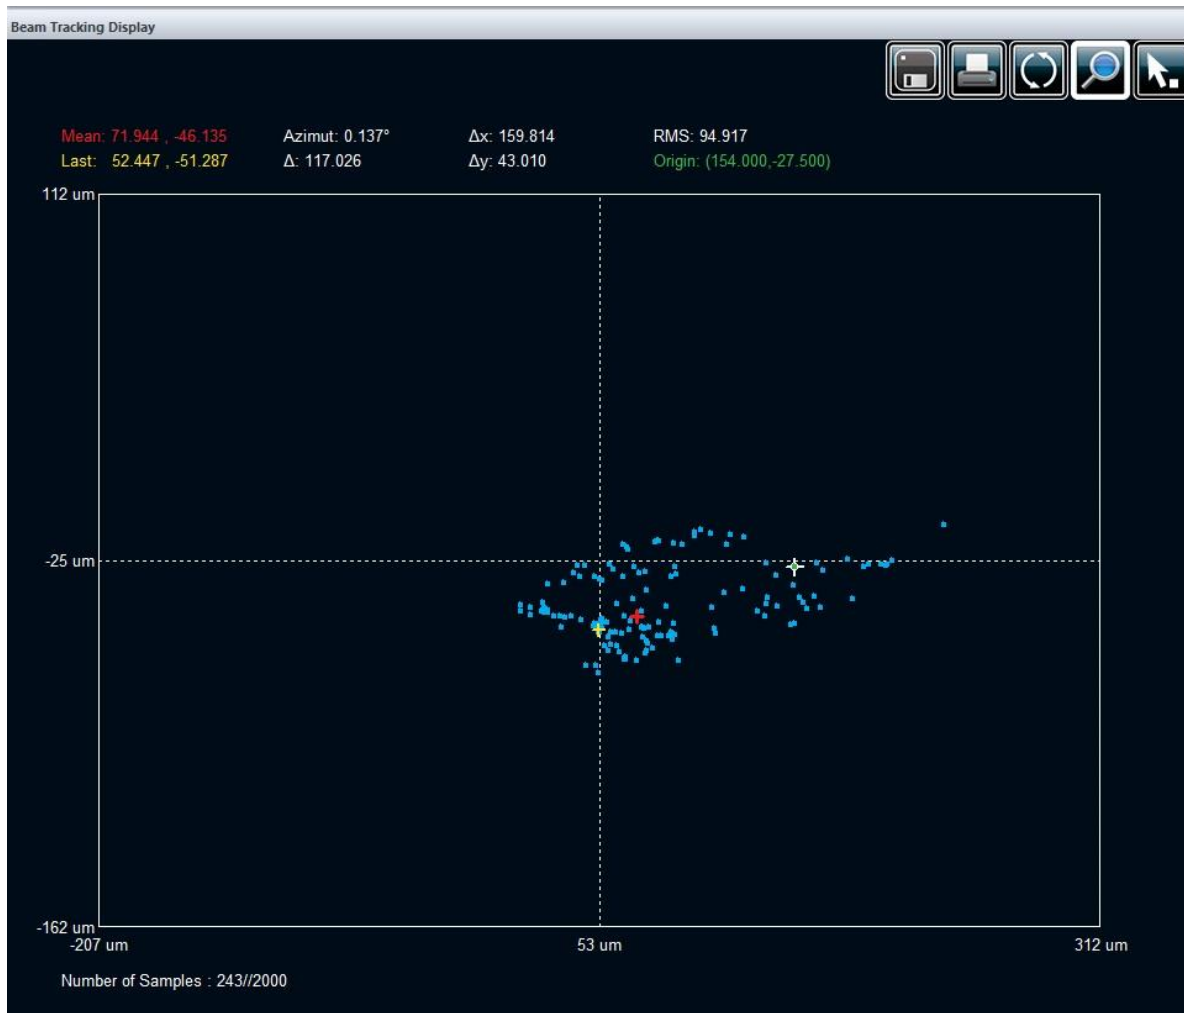 Beam Tracking Display
Mean: 71.944 , -46.135 Azimut: 0.137° Δx: 159.814 RMS: 94.917
Last: 52.447 , -51.287 Δ: 117.026 Δy: 43.010 Origin: (154.000,-27.500)
112 um
-25 um
-162 um
-207 um 53 um 312 um
Number of Samples : 243//2000